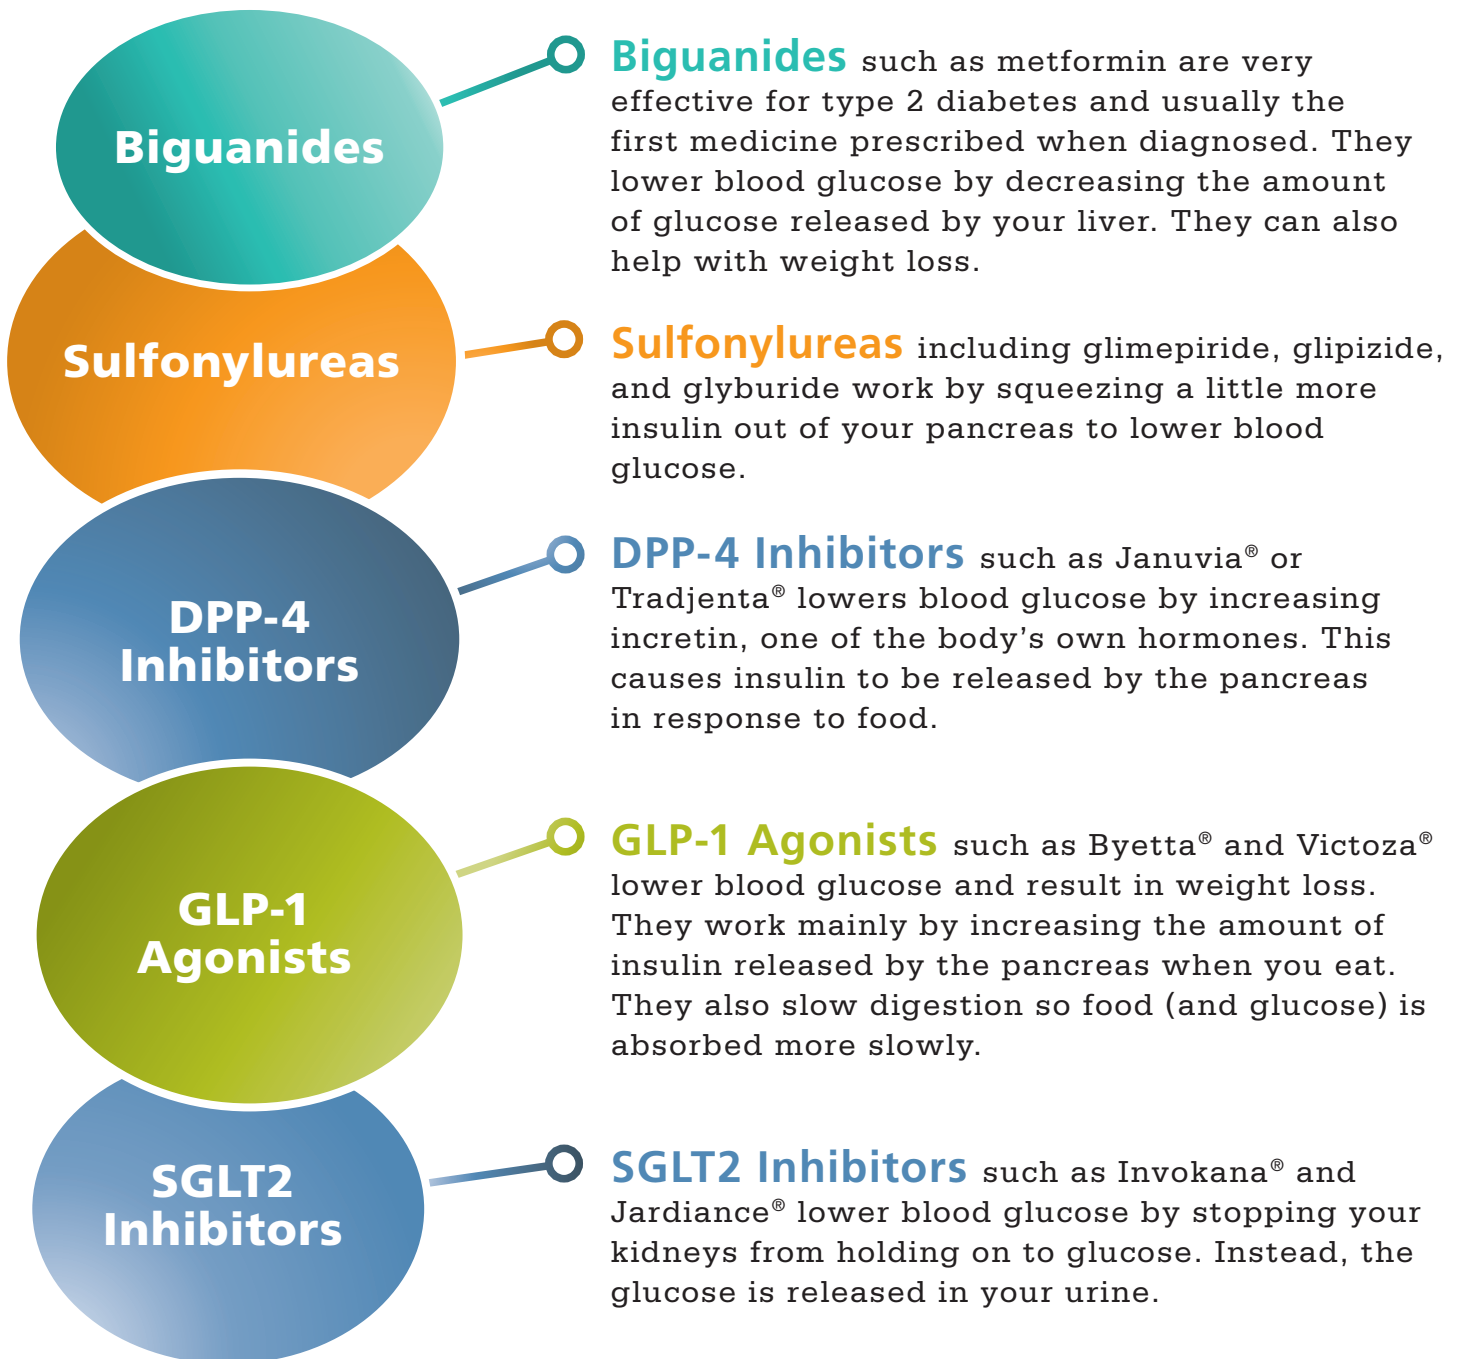 Biguanides
Biguanides such as metformin are very
effective for type 2 diabetes and usually the
first medicine prescribed when diagnosed. They
lower blood glucose by decreasing the amount
of glucose released by your liver. They can also
help with weight loss.
Sulfonylureas
Sulfonylureas including glimepiride, glipizide,
and glyburide work by squeezing a little more
insulin out of your pancreas to lower blood
glucose.
DPP-4
Inhibitors
DPP-4 Inhibitors such as Januvia® or
Tradjenta® lowers blood glucose by increasing
incretin, one of the body’s own hormones. This
causes insulin to be released by the pancreas
in response to food.
GLP-1
Agonists
GLP-1 Agonists such as Byetta® and Victoza®
lower blood glucose and result in weight loss.
They work mainly by increasing the amount of
insulin released by the pancreas when you eat.
They also slow digestion so food (and glucose) is
absorbed more slowly.
SGLT2
Inhibitors
SGLT2 Inhibitors such as Invokana® and
Jardiance® lower blood glucose by stopping your
kidneys from holding on to glucose. Instead, the
glucose is released in your urine.